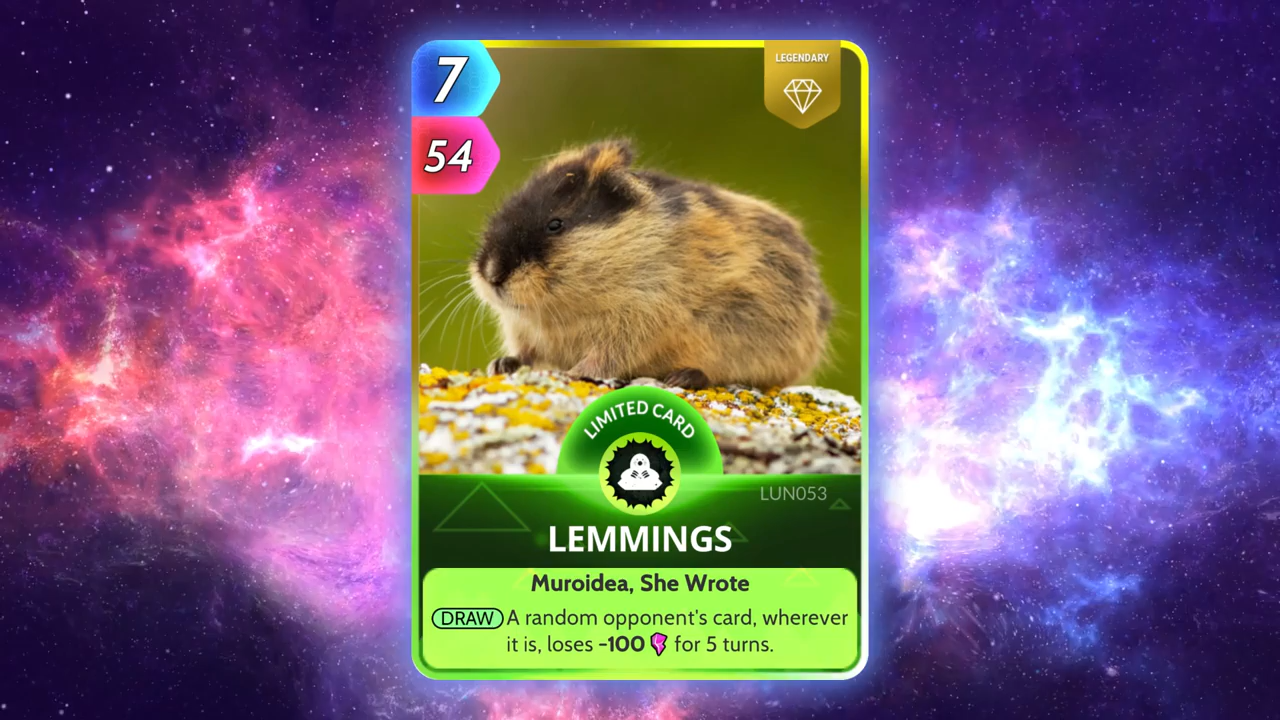 7
LEGENDARY
54
LIMITED CARD
LUN053
LEMMINGS
Muroidea, She Wrote
DRAW A random opponent's card, wherever
it is, loses -100 for 5 turns.